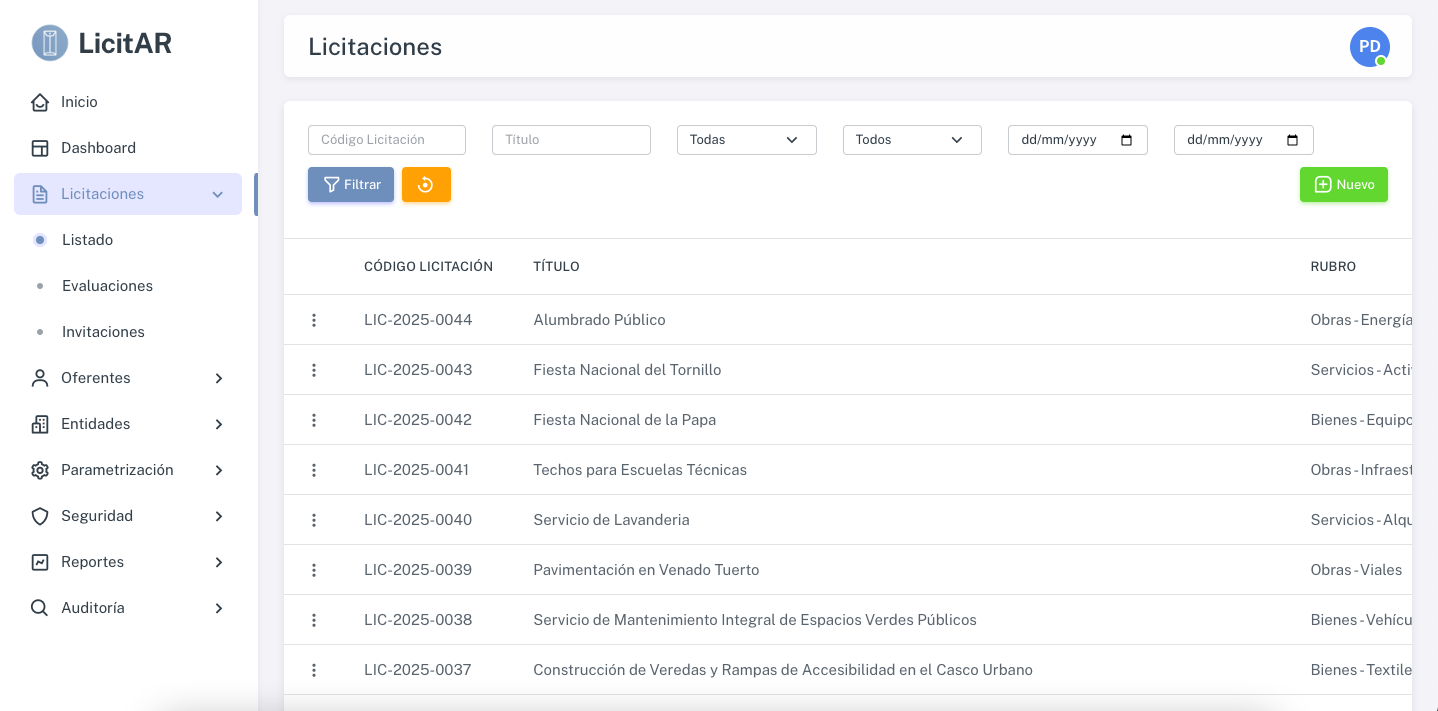 LicitAR
Inicio
Dashboard
Licitaciones
Listado
Evaluaciones
Invitaciones
Oferentes
Entidades
Parametrización
Seguridad
Reportes
Auditoría
Licitaciones
PD
Código Licitación Título Todas Todos dd/mm/yyyy dd/mm/yyyy
Filtrar Nuevo
CÓDIGO LICITACIÓN TÍTULO RUBRO
LIC-2025-0044 Alumbrado Público Obras - Energía
LIC-2025-0043 Fiesta Nacional del Tornillo Servicios - Acti
LIC-2025-0042 Fiesta Nacional de la Papa Bienes - Equipo
LIC-2025-0041 Techos para Escuelas Técnicas Obras - Infraest
LIC-2025-0040 Servicio de Lavanderia Servicios - Alqu
LIC-2025-0039 Pavimentación en Venado Tuerto Obras - Viales
LIC-2025-0038 Servicio de Mantenimiento Integral de Espacios Verdes Públicos Bienes - Vehícu
LIC-2025-0037 Construcción de Veredas y Rampas de Accesibilidad en el Casco Urbano Bienes - Textile